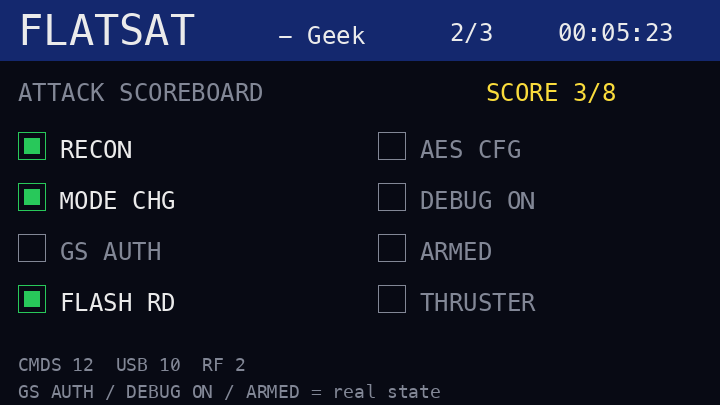 FLATSAT – Geek 2/3 00:05:23
ATTACK SCOREBOARD SCORE 3/8
RECON AES CFG
MODE CHG DEBUG ON
GS AUTH ARMED
FLASH RD THRUSTER
CMDS 12 USB 10 RF 2
GS AUTH / DEBUG ON / ARMED = real state